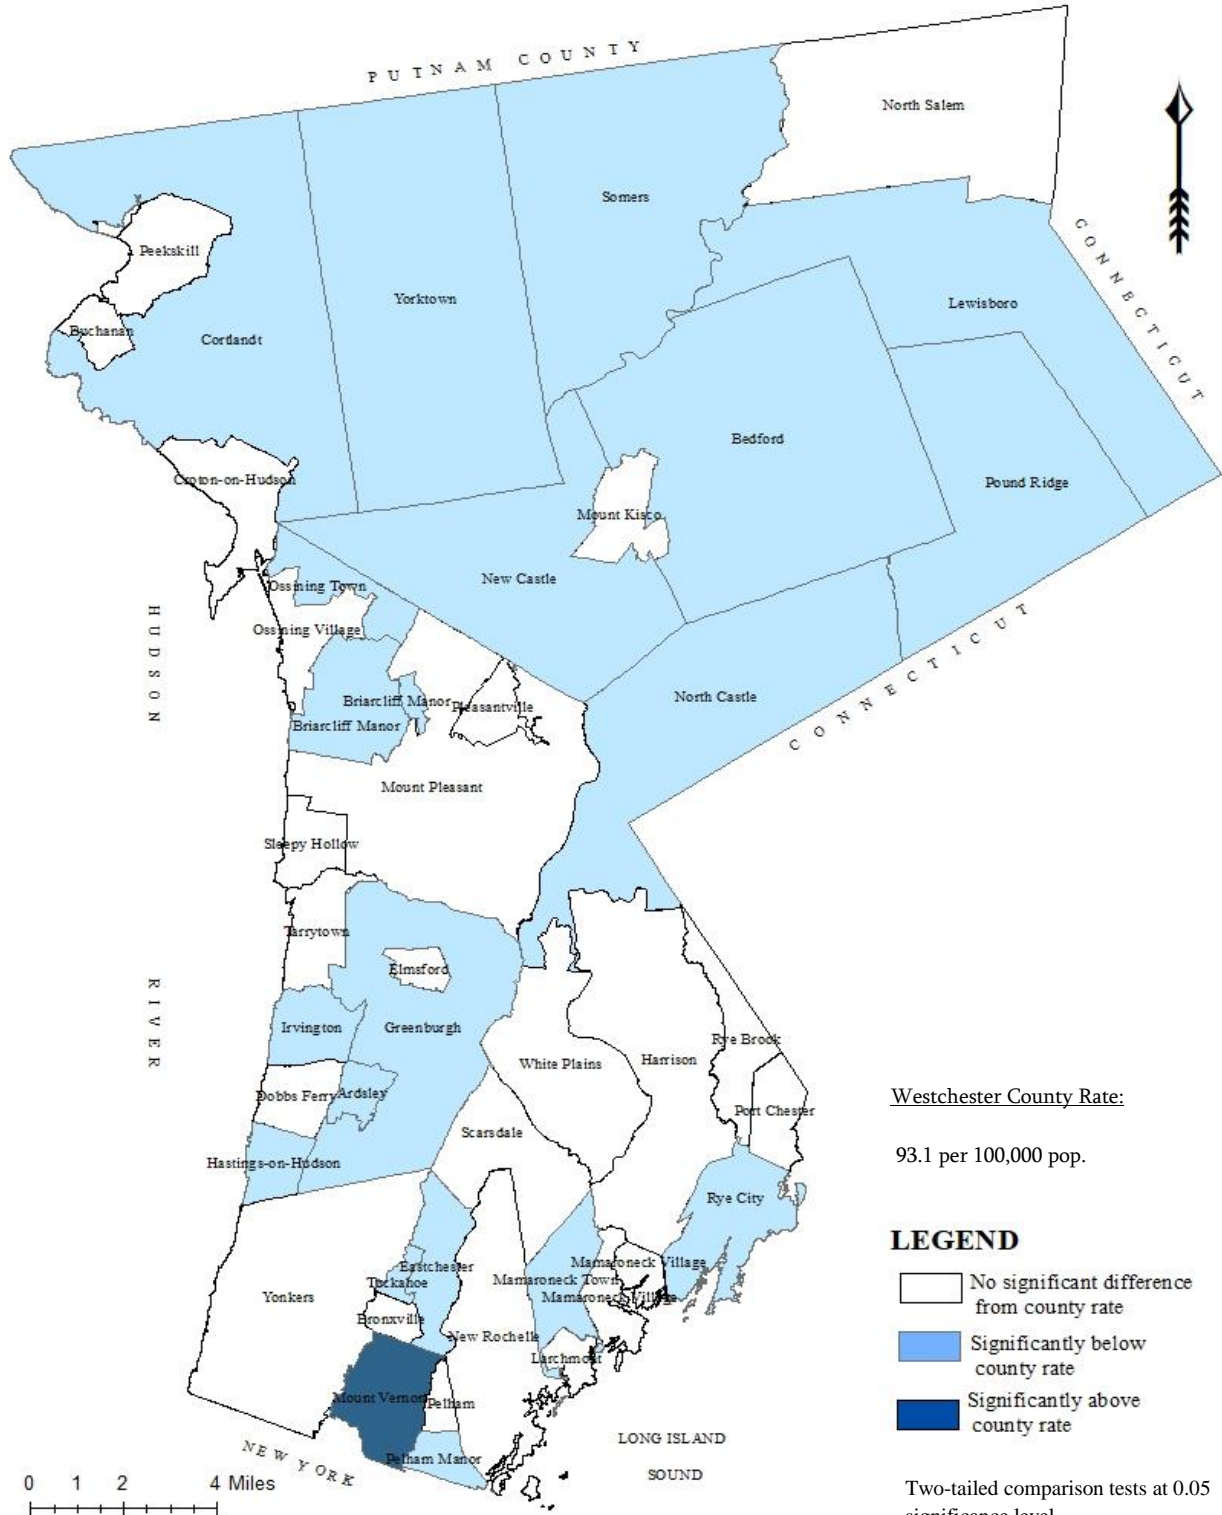 PUTNAM COUNTY
North Salem
Somers
Peekskill
CONNECTICUT
Yorktown
Lewisboro
Buchanan
Cortlandt
Bedford
Croton-on-Hudson
Pound Ridge
Mount Kisco
New Castle
Ossining Town
HUDSON
Ossining Village
CONNECTICUT
North Castle
Briarcliff Manor
Pleasantville
Briarcliff Manor
Mount Pleasant
Sleepy Hollow
Tarrytown
Elmsford
RIVER
Irvington
Greenburgh
Rye Brook
White Plains
Harrison
Dobbs Ferry
Ardsley
Westchester County Rate:
Port Chester
Scarsdale
93.1 per 100,000 pop.
Hastings-on-Hudson
Rye City
LEGEND
Mamaroneck Village
Eastchester
Mamaroneck Town
Tuckahoe
No significant difference
from county rate
Yonkers
Mamaroneck Village
Bronxville
New Rochelle
Significantly below
county rate
Larchmont
Mount Vernon
Pelham
Significantly above
county rate
LONG ISLAND
SOUND
NEW YORK
Pelham Manor
0 1 2 4 Miles
Two-tailed comparison tests at 0.05